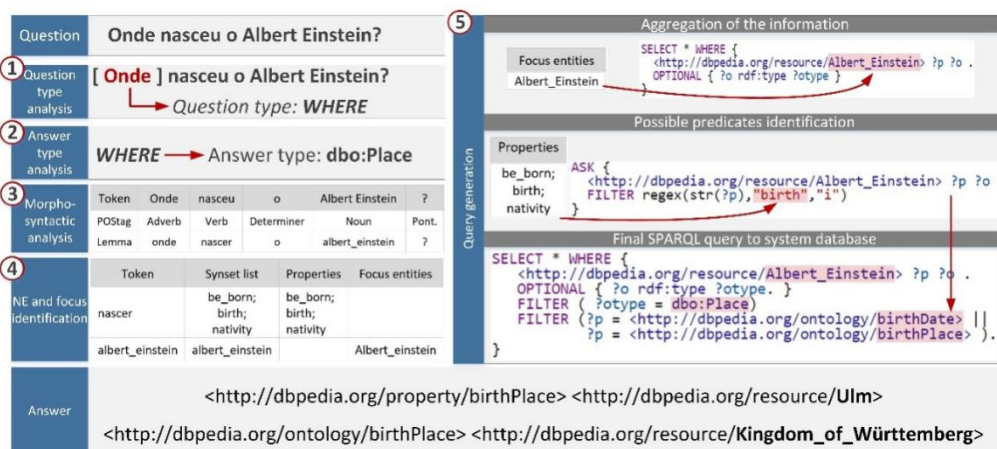 Question
Onde nasceu o Albert Einstein?
1
Question type analysis
[ Onde ] nasceu o Albert Einstein?
Question type: WHERE
2
Answer type analysis
WHERE Answer type: dbo:Place
3
Morpho-syntactic analysis
Token Onde nasceu o Albert Einstein ?
POStag Adverb Verb Determiner Noun Pont.
Lemma onde nascer o albert_einstein ?
4
NE and focus identification
Token Synset list Properties Focus entities
nascer be_born; birth; nativity be_born; birth; nativity
albert_einstein albert_einstein Albert_einstein
5
Query generation
Aggregation of the information
Focus entities
Albert_Einstein
SELECT * WHERE {
<http://dbpedia.org/resource/Albert_Einstein> ?p ?o .
OPTIONAL { ?o rdf:type ?otype }
}
Possible predicates identification
Properties
be_born;
birth;
nativity
ASK {
<http://dbpedia.org/resource/Albert_Einstein> ?p ?o
FILTER regex(str(?p),"birth","i")
}
Final SPARQL query to system database
SELECT * WHERE {
<http://dbpedia.org/resource/Albert_Einstein> ?p ?o .
OPTIONAL { ?o rdf:type ?otype. }
FILTER ( ?otype = dbo:Place)
FILTER (?p = <http://dbpedia.org/ontology/birthDate> ||
?p = <http://dbpedia.org/ontology/birthPlace> ).
}
Answer
<http://dbpedia.org/property/birthPlace> <http://dbpedia.org/resource/Ulm>
<http://dbpedia.org/ontology/birthPlace> <http://dbpedia.org/resource/Kingdom_of_Württemberg>